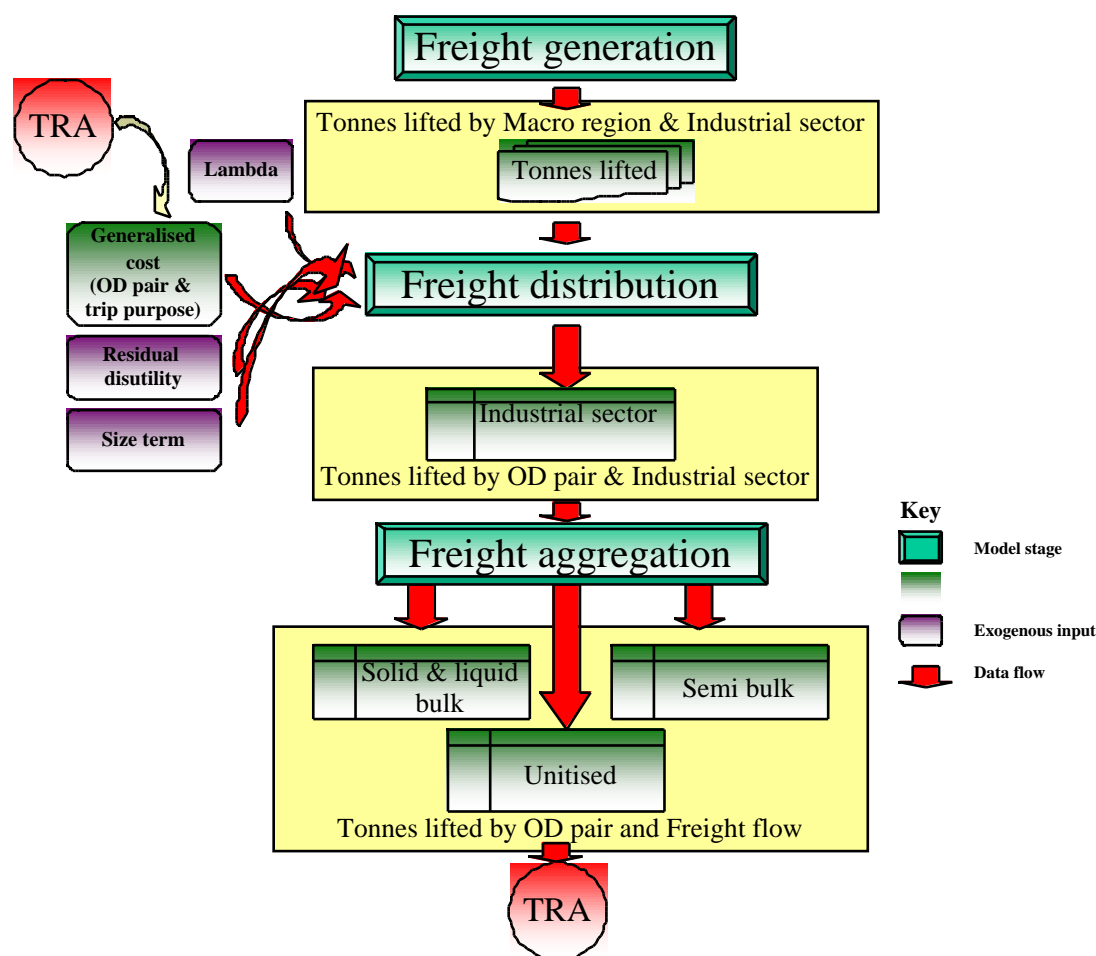 Freight generation
TRA
Tonnes lifted by Macro region & Industrial sector
Tonnes lifted
Lambda
Generalised
cost
(OD pair &
trip purpose)
Freight distribution
Residual
disutility
Size term
Industrial sector
Tonnes lifted by OD pair & Industrial sector
Freight aggregation
Key
Model stage
Exogenous input
Data flow
Solid & liquid
bulk
Semi bulk
Unitised
Tonnes lifted by OD pair and Freight flow
TRA